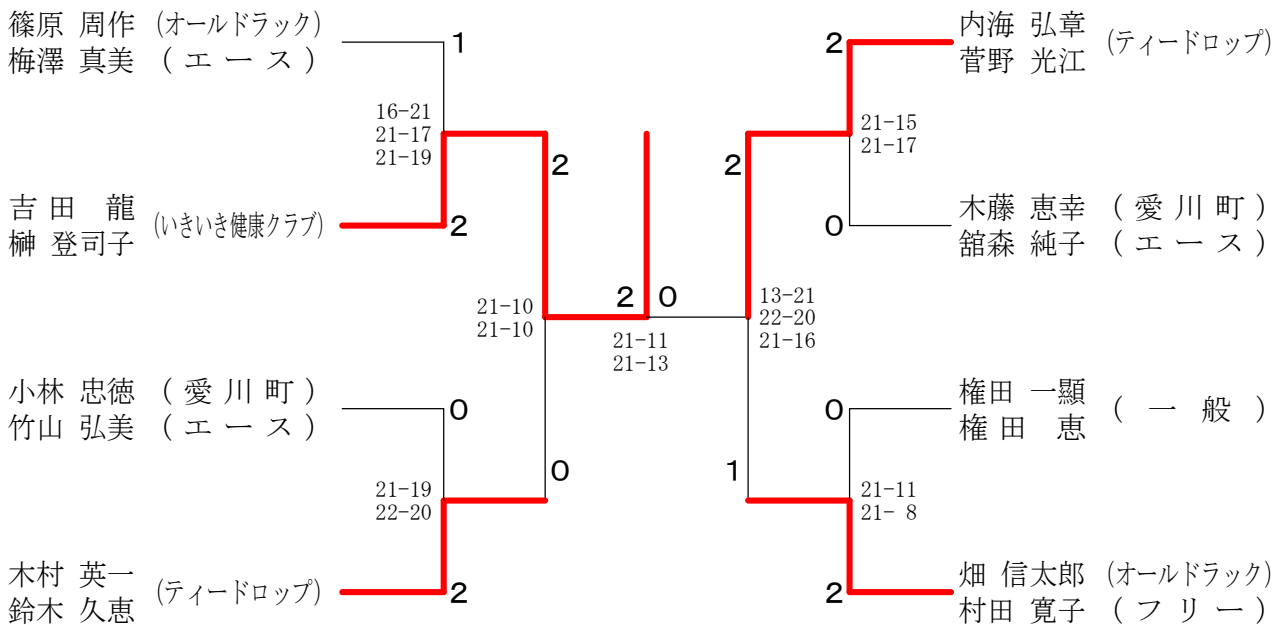 篠原 周作 (オールドラック)
梅澤 真美 (エース)
1
16-21
21-17
21-19
2
吉田 龍 (いきいき健康クラブ)
榊 登司子
2
21-10
21-10
小林 忠徳 (愛川町)
竹山 弘美 (エース)
0
21-19
22-20
0
木村 英一 (ティードロップ)
鈴木 久恵
2
2 0
21-11
21-13
内海 弘章 (ティードロップ)
菅野 光江
2
21-15
21-17
2
木藤 恵幸 (愛川町)
舘森 純子 (エース)
0
13-21
22-20
21-16
権田 一顯 (一般)
権田 恵
0
21-11
21- 8
1
畑 信太郎 (オールドラック)
村田 寛子 (フリー)
2